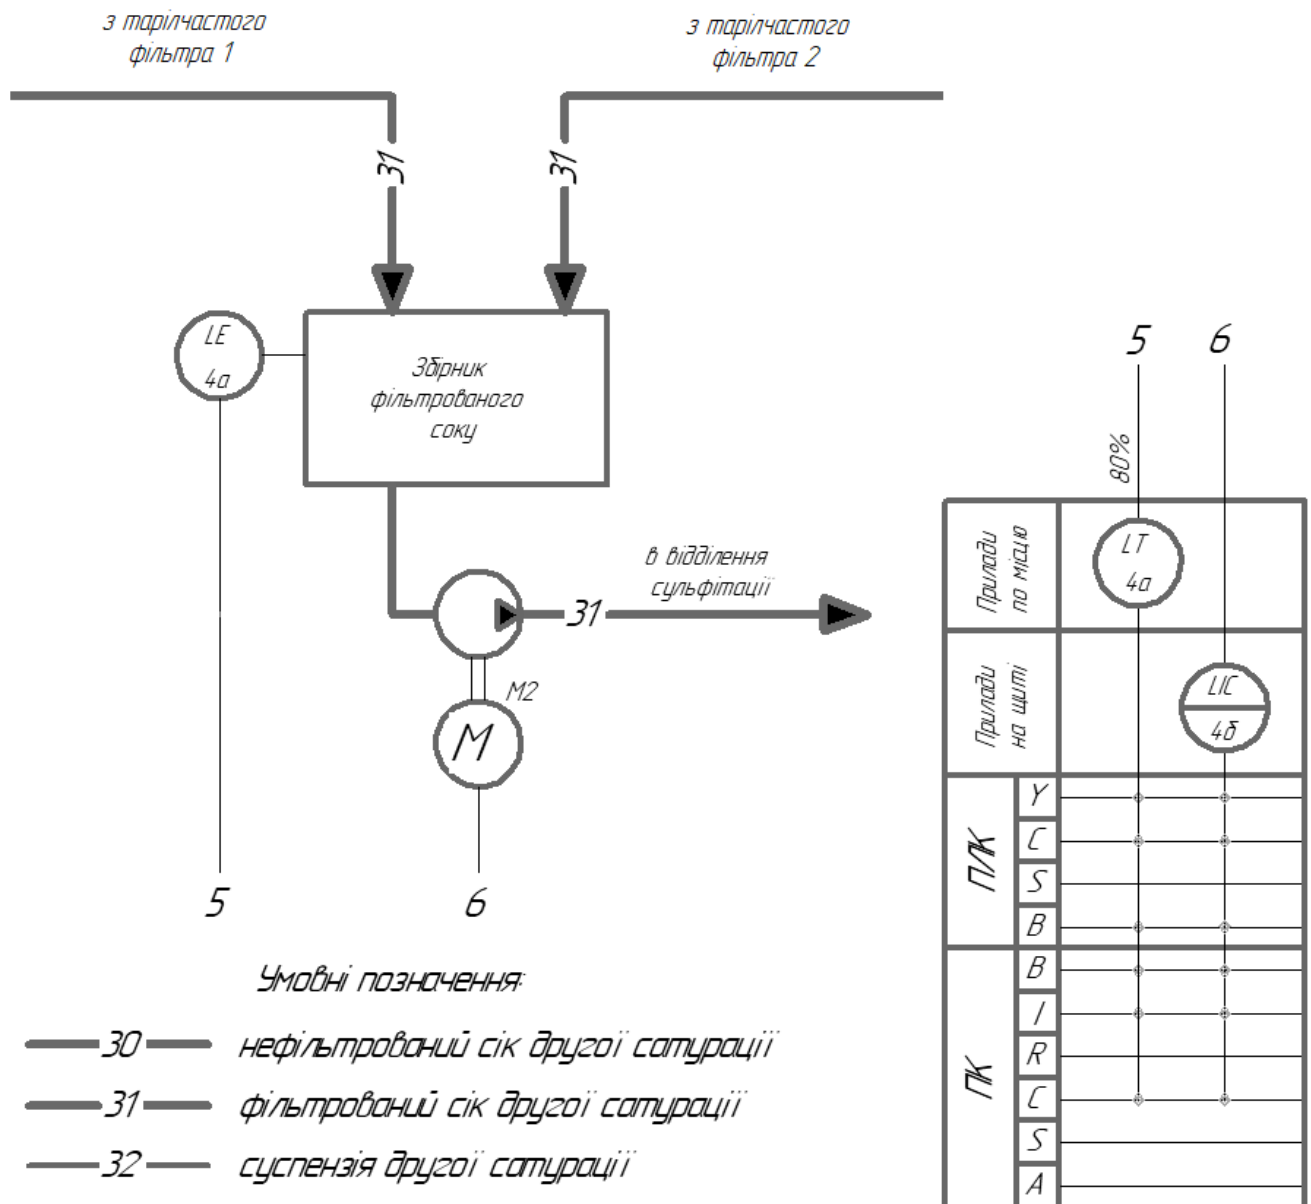 з тарілчастого
фільтра 1
з тарілчастого
фільтра 2
31
31
LE
4а
Збірник
фільтрованого
соку
5
6
80%
в відділення
сульфітації
31
M2
M
5
6
Прилади
по місцю
LT
4а
Прилади
на щиті
LIC
4б
ПЛК
Y
C
S
B
ПК
B
I
R
C
S
A
Умовні позначення:
30 нефільтрований сік другої сатурації
31 фільтрований сік другої сатурації
32 суспензія другої сатурації